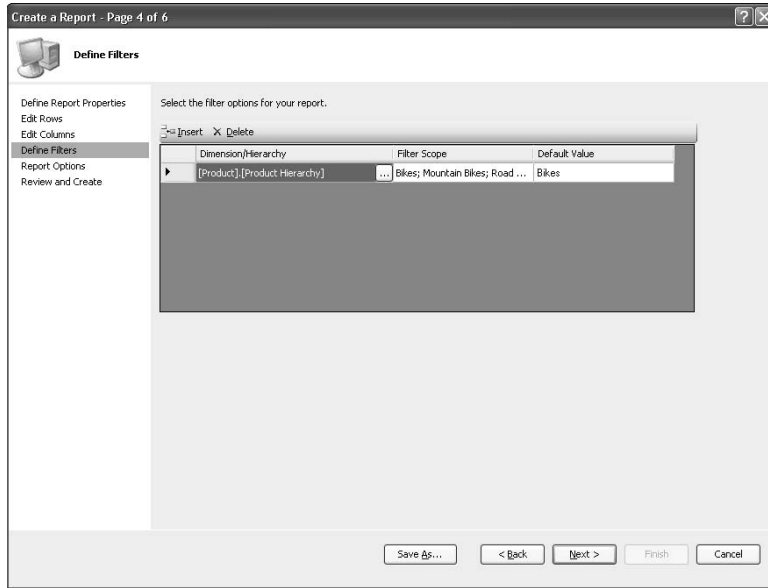 Create a Report - Page 4 of 6
Define Filters
Define Report Properties
Edit Rows
Edit Columns
Define Filters
Report Options
Review and Create
Select the filter options for your report.
Insert Delete
Dimension/Hierarchy Filter Scope Default Value
[Product].[Product Hierarchy] ... Bikes; Mountain Bikes; Road ... Bikes
Save As... < Back Next > Finish Cancel